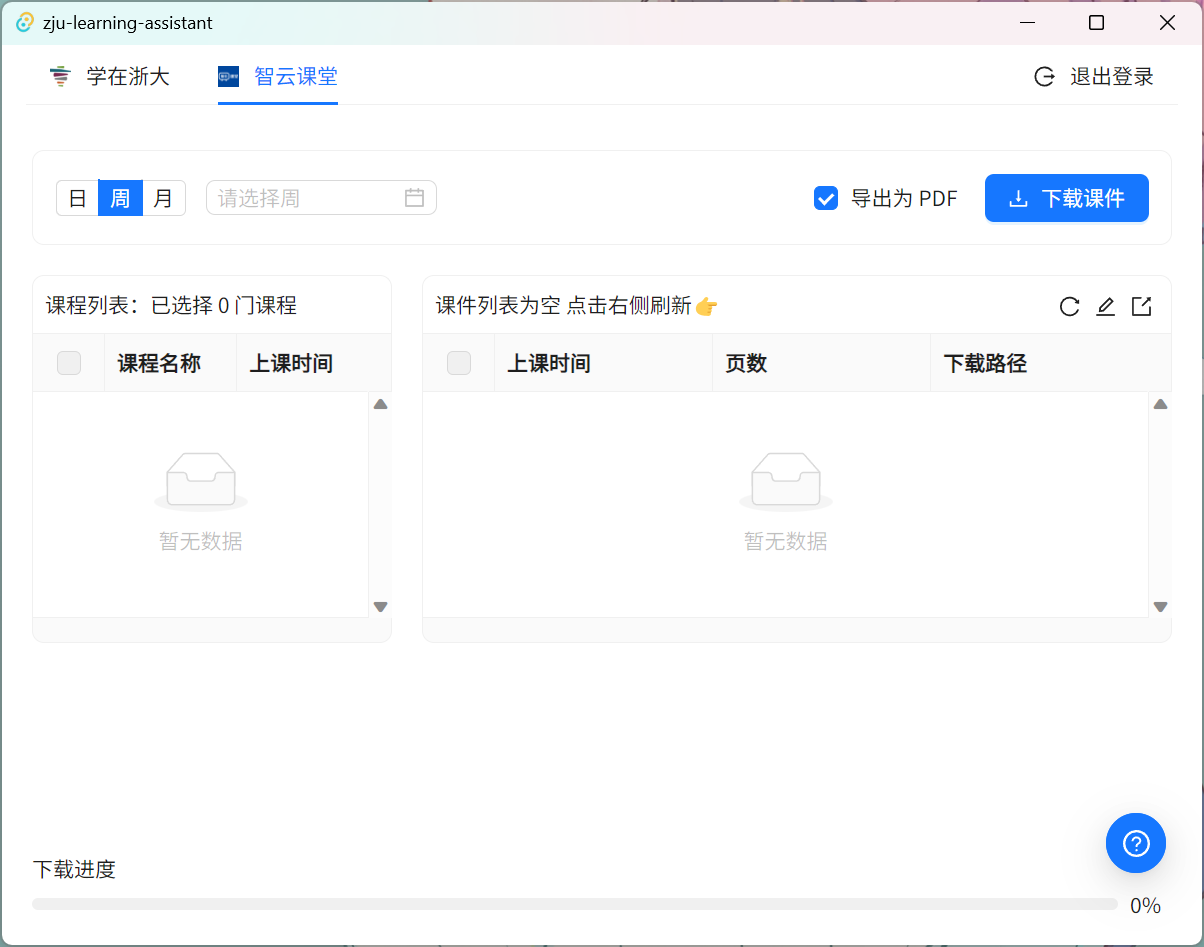 zju-learning-assistant
学在浙大 智云课堂 退出登录
日 周 月 请选择周 导出为 PDF 下载课件
课程列表：已选择 0 门课程
课程名称 上课时间
暂无数据
课件列表为空 点击右侧刷新👉
上课时间 页数 下载路径
暂无数据
下载进度
0%